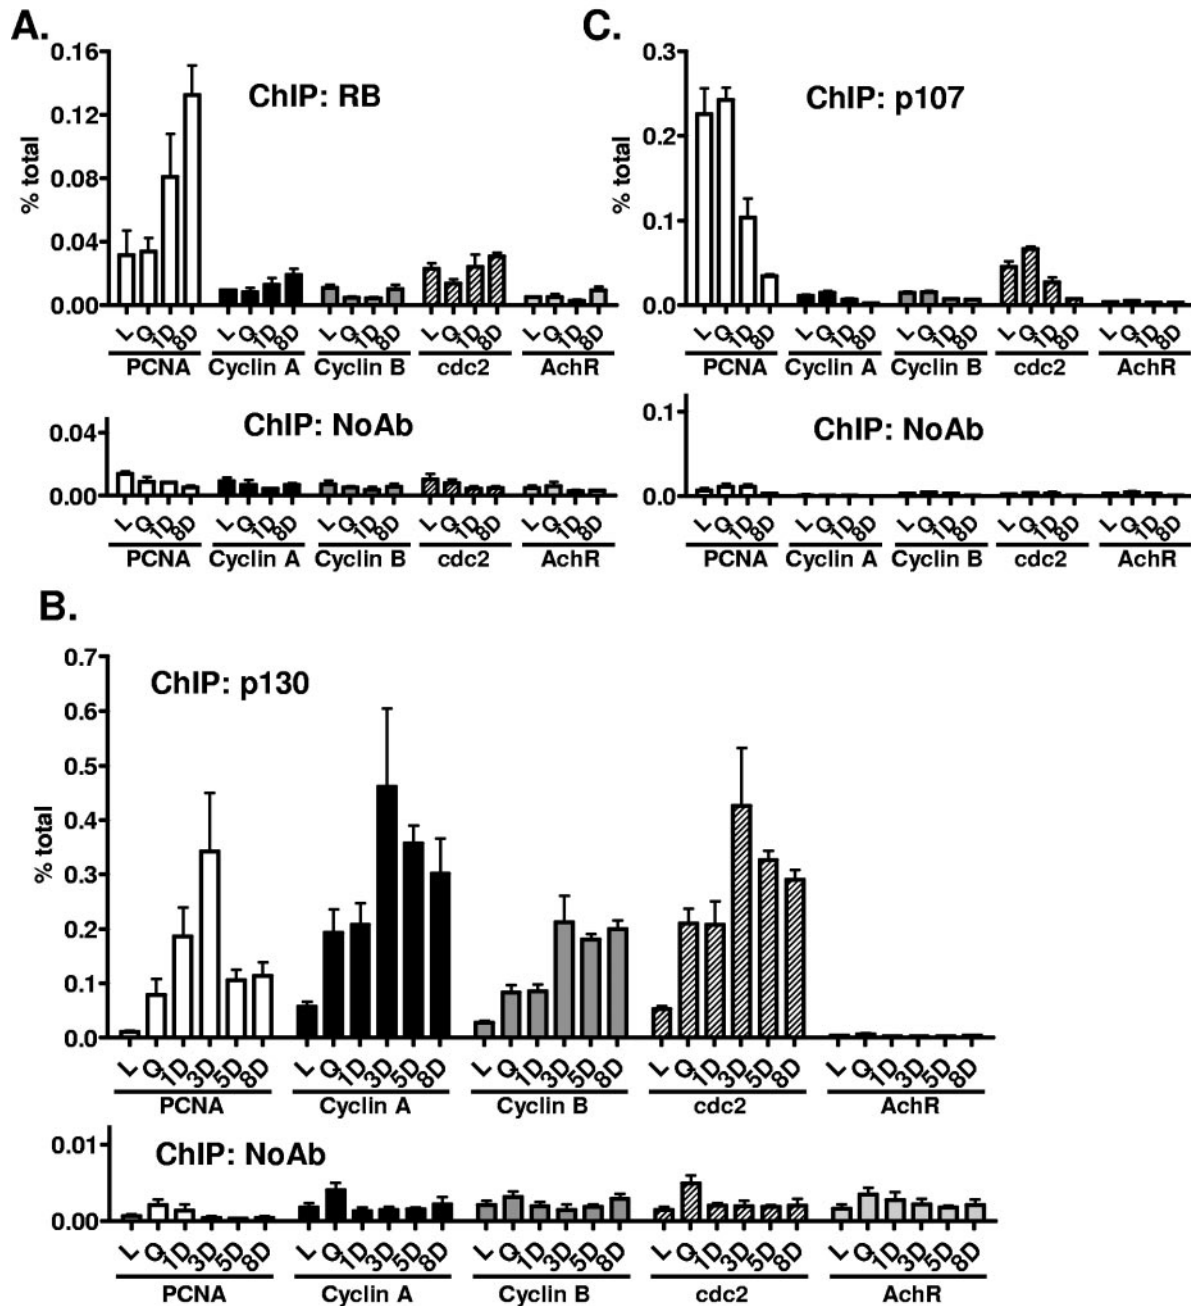 A.
0.16
0.12
0.08
0.04
0.00
% total
ChIP: RB
L Q 1D 8D L Q 1D 8D L Q 1D 8D L Q 1D 8D L Q 1D 8D
PCNA Cyclin A Cyclin B cdc2 AchR
0.04
0.00
ChIP: NoAb
L Q 1D 8D L Q 1D 8D L Q 1D 8D L Q 1D 8D L Q 1D 8D
PCNA Cyclin A Cyclin B cdc2 AchR
C.
0.3
0.2
0.1
0.0
% total
ChIP: p107
L Q 1D 8D L Q 1D 8D L Q 1D 8D L Q 1D 8D L Q 1D 8D
PCNA Cyclin A Cyclin B cdc2 AchR
0.1
0.0
ChIP: NoAb
L Q 1D 8D L Q 1D 8D L Q 1D 8D L Q 1D 8D L Q 1D 8D
PCNA Cyclin A Cyclin B cdc2 AchR
B.
0.7
0.6
0.5
0.4
0.3
0.2
0.1
0.0
% total
ChIP: p130
L Q 1D 3D 5D 8D L Q 1D 3D 5D 8D L Q 1D 3D 5D 8D L Q 1D 3D 5D 8D L Q 1D 3D 5D 8D
PCNA Cyclin A Cyclin B cdc2 AchR
0.01
0.00
ChIP: NoAb
L Q 1D 3D 5D 8D L Q 1D 3D 5D 8D L Q 1D 3D 5D 8D L Q 1D 3D 5D 8D L Q 1D 3D 5D 8D
PCNA Cyclin A Cyclin B cdc2 AchR